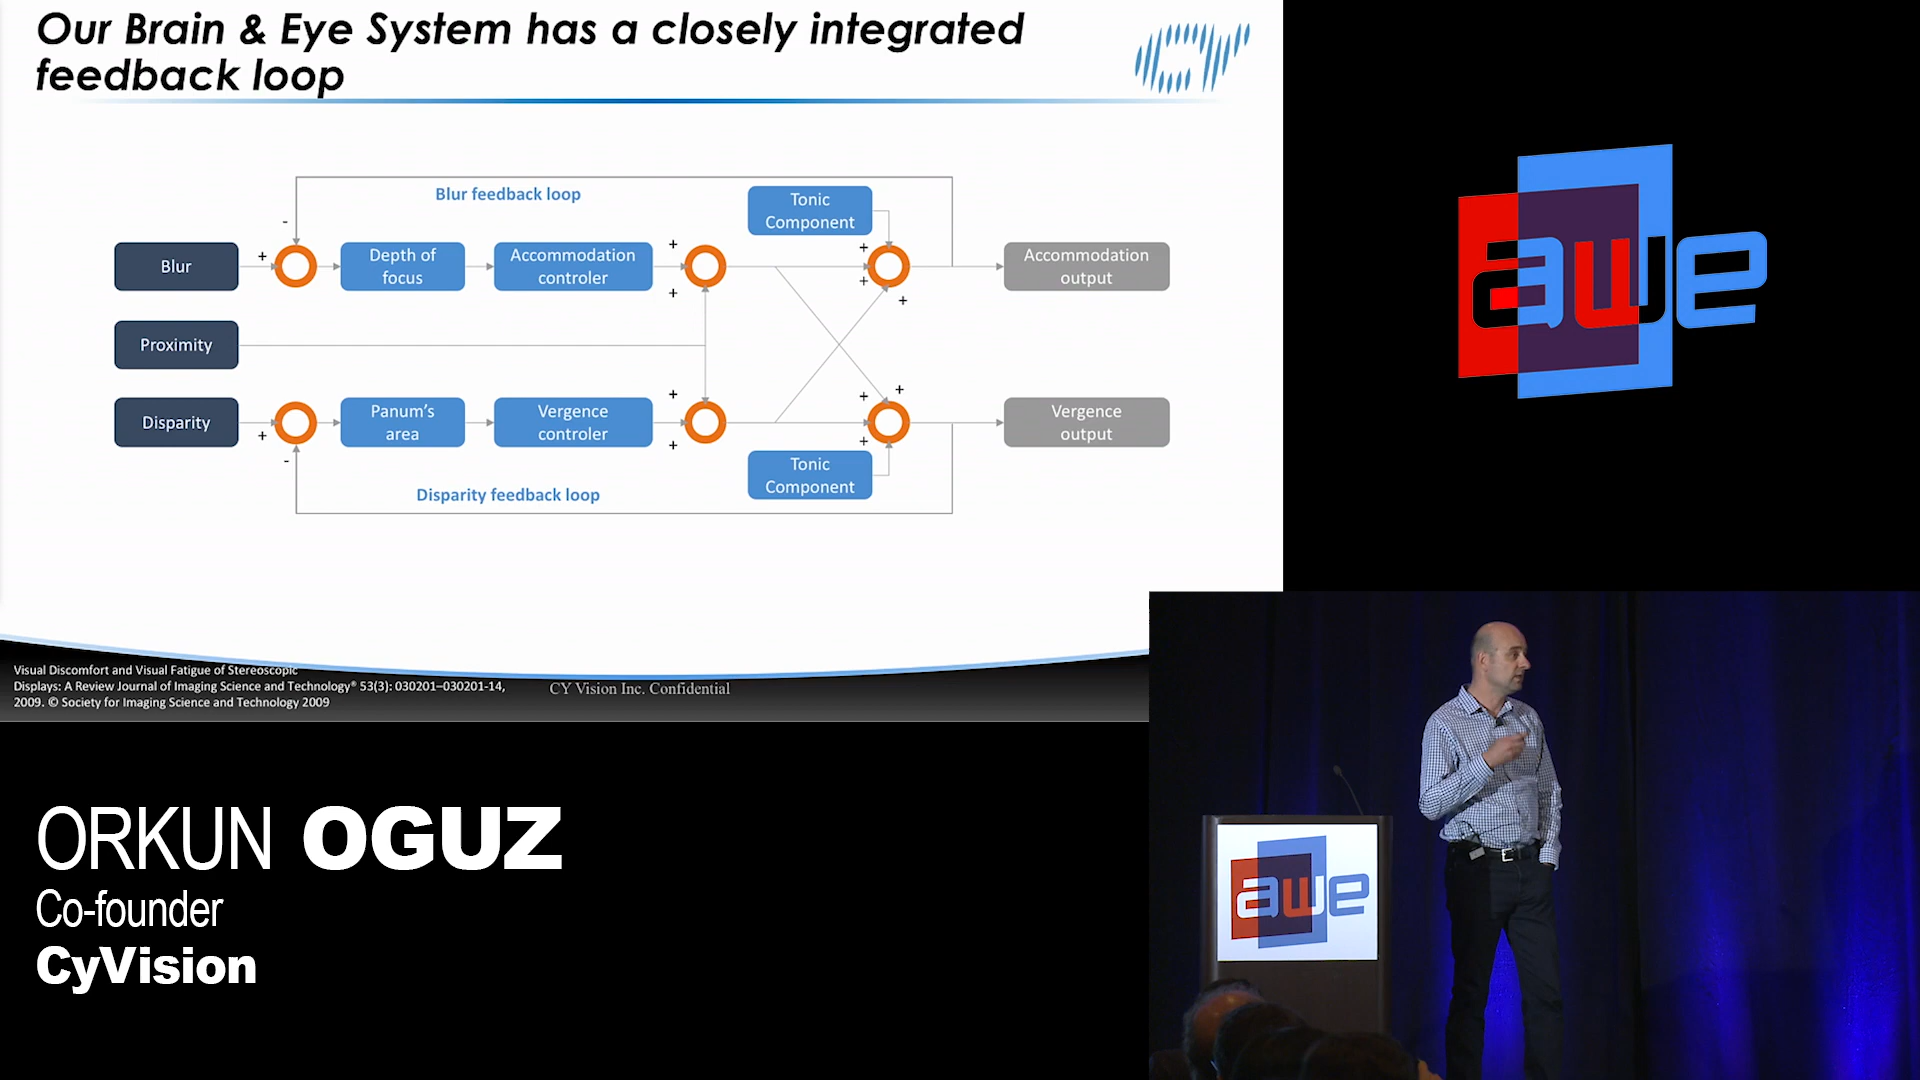 Our Brain & Eye System has a closely integrated
feedback loop
CY
Blur feedback loop
Tonic
Component
-
+
+
+
+
+
Blur
Depth of
focus
Accommodation
controler
Accommodation
output
Proximity
Disparity
Panum's
area
Vergence
controler
Vergence
output
+
-
+
+
+
+
+
Tonic
Component
Disparity feedback loop
Visual Discomfort and Visual Fatigue of Stereoscopic
Displays: A Review Journal of Imaging Science and Technology® 53(3): 030201–030201-14,
2009. © Society for Imaging Science and Technology 2009
CY Vision Inc. Confidential
awe
awe
ORKUN OGUZ
Co-founder
CyVision